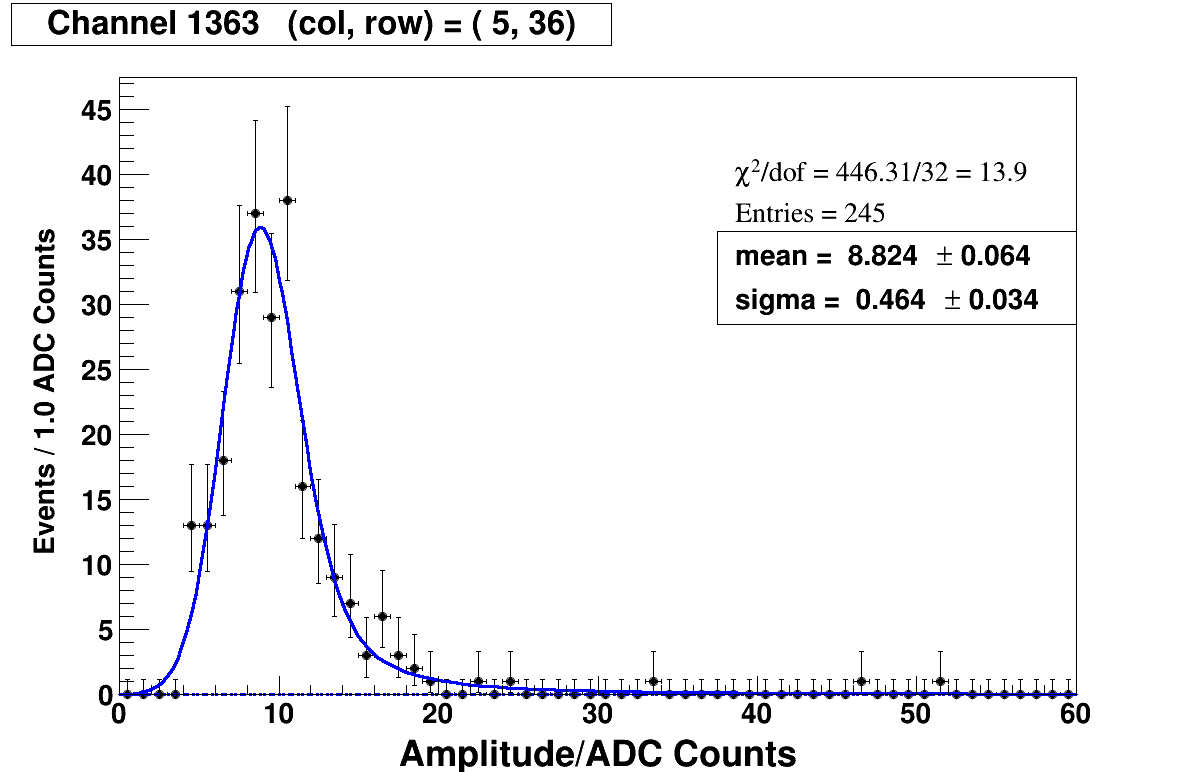 Channel 1363 (col, row) = ( 5, 36)
45
40
35
30
25
20
15
10
5
0
Events / 1.0 ADC Counts
χ²/dof = 446.31/32 = 13.9
Entries = 245
mean = 8.824 ± 0.064
sigma = 0.464 ± 0.034
0 10 20 30 40 50 60
Amplitude/ADC Counts